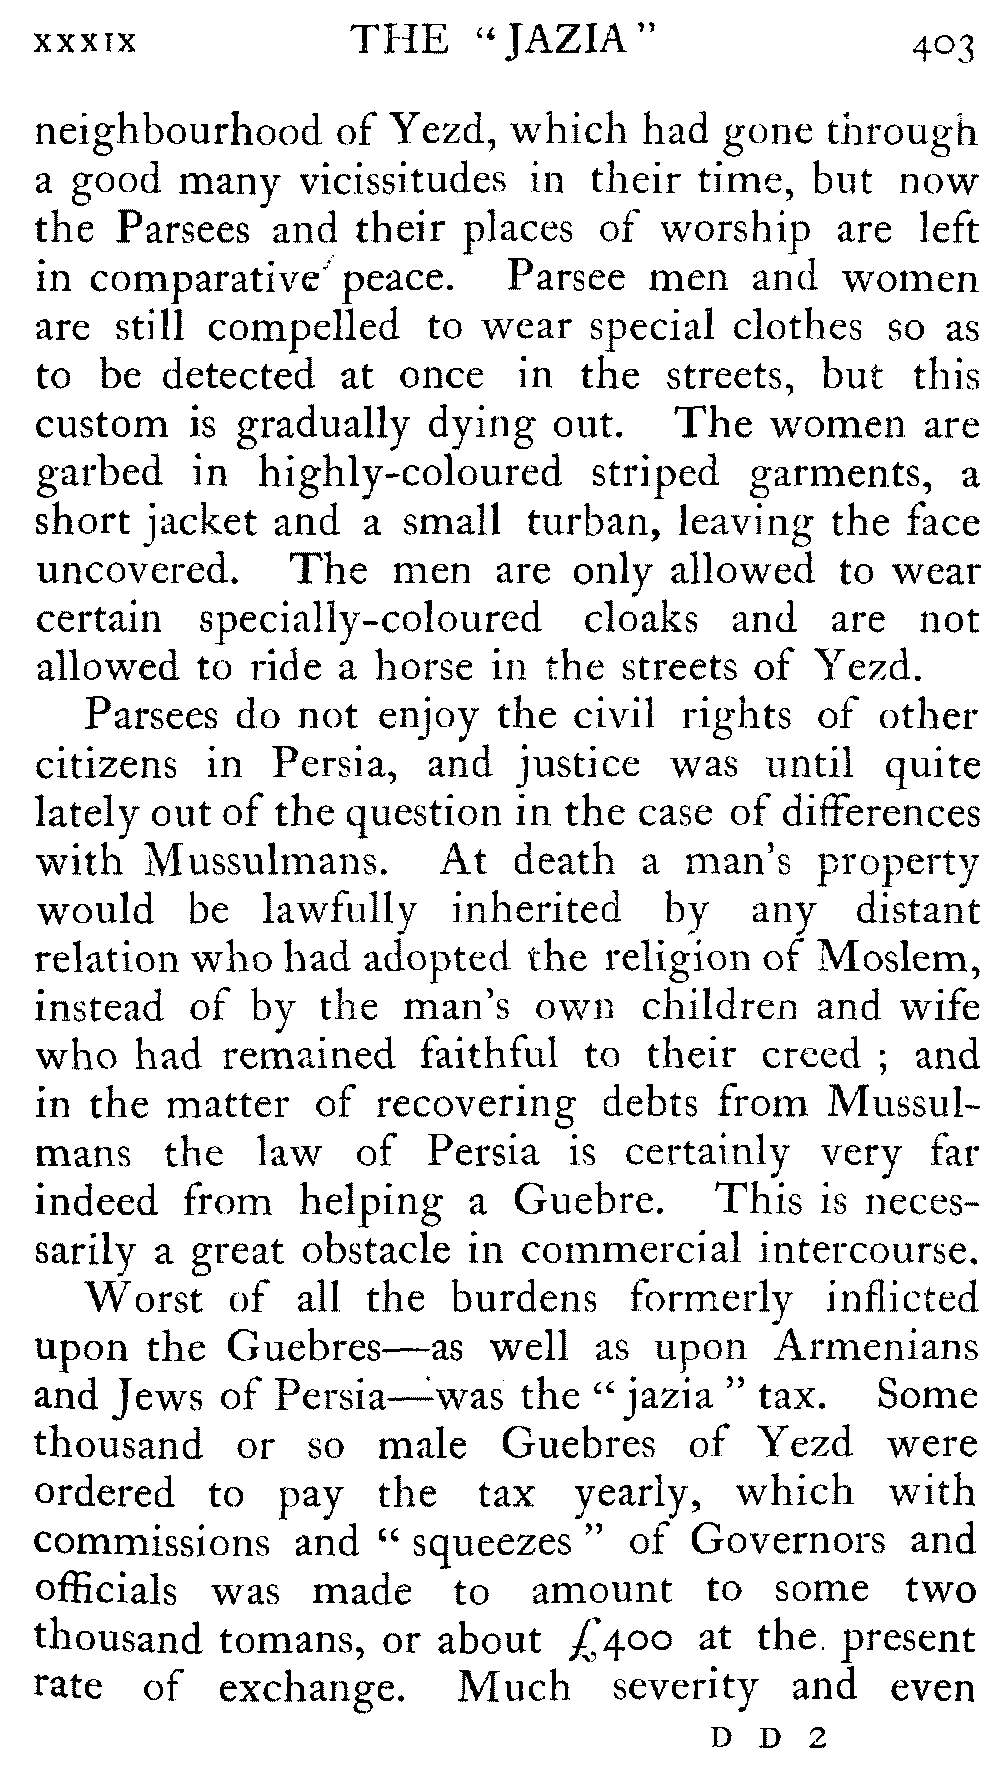 XXXIX THE “JAZIA” 403
neighbourhood of Yezd, which had gone through
a good many vicissitudes in their time, but now
the Parsees and their places of worship are left
in comparative peace. Parsee men and women
are still compelled to wear special clothes so as
to be detected at once in the streets, but this
custom is gradually dying out. The women are
garbed in highly-coloured striped garments, a
short jacket and a small turban, leaving the face
uncovered. The men are only allowed to wear
certain specially-coloured cloaks and are not
allowed to ride a horse in the streets of Yezd.
Parsees do not enjoy the civil rights of other
citizens in Persia, and justice was until quite
lately out of the question in the case of differences
with Mussulmans. At death a man's property
would be lawfully inherited by any distant
relation who had adopted the religion of Moslem,
instead of by the man's own children and wife
who had remained faithful to their creed ; and
in the matter of recovering debts from Mussul-
mans the law of Persia is certainly very far
indeed from helping a Guebre. This is neces-
sarily a great obstacle in commercial intercourse.
Worst of all the burdens formerly inflicted
upon the Guebres—as well as upon Armenians
and Jews of Persia—was the “ jazia ” tax. Some
thousand or so male Guebres of Yezd were
ordered to pay the tax yearly, which with
commissions and “ squeezes ” of Governors and
officials was made to amount to some two
thousand tomans, or about £400 at the present
rate of exchange. Much severity and even
D D 2